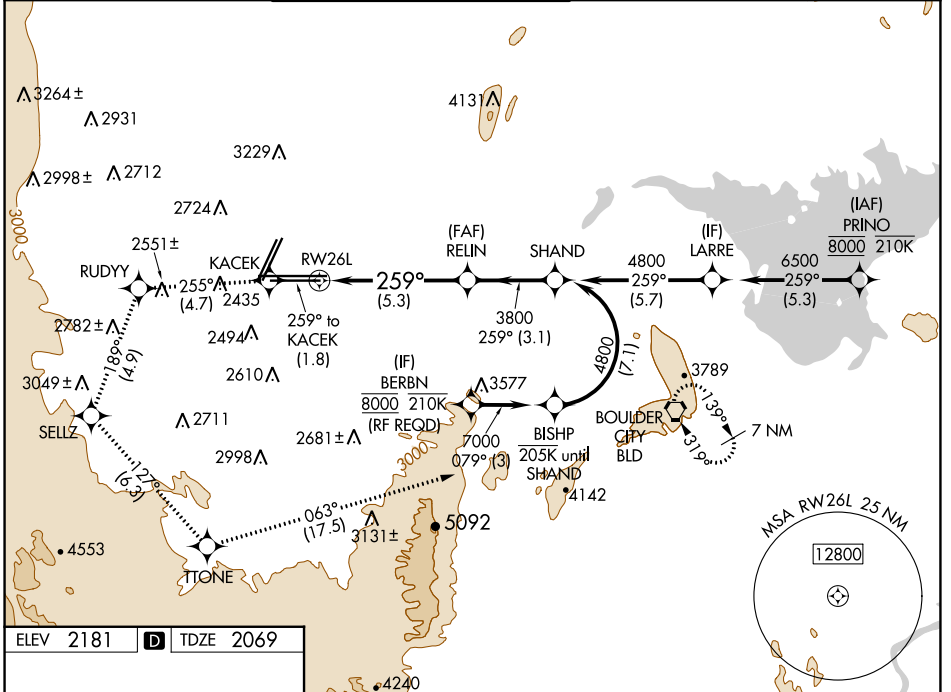 3264±
2931
4131
2998±
2712
3229
3000
2724
(IAF)
PRINO
8000 210K
(FAF)
RELIN
SHAND
(IF)
LARRE
2551±
RUDYY
KACEK
RW26L
255°
(4.7)
2435
259°
(5.3)
4800
259°
(5.7)
6500
259°
(5.3)
259° to
KACEK
(1.8)
3800
259° (3.1)
2782±
189°
(4.9)
2494
4800
(7.1)
3049±
2610
(IF)
BERBN
8000 210K
(RF REQD)
3577
3789
SELLZ
2711
2681±
2998
3000
7000
079° (3)
BISHP
205K until
SHAND
BOULDER
CITY
BLD
139°
319°
7 NM
127°
(6.3)
4142
063°
(17.5)
3131±
5092
MSA RW26L 25 NM
12800
4553
TTONE
ELEV 2181 D TDZE 2069
4240